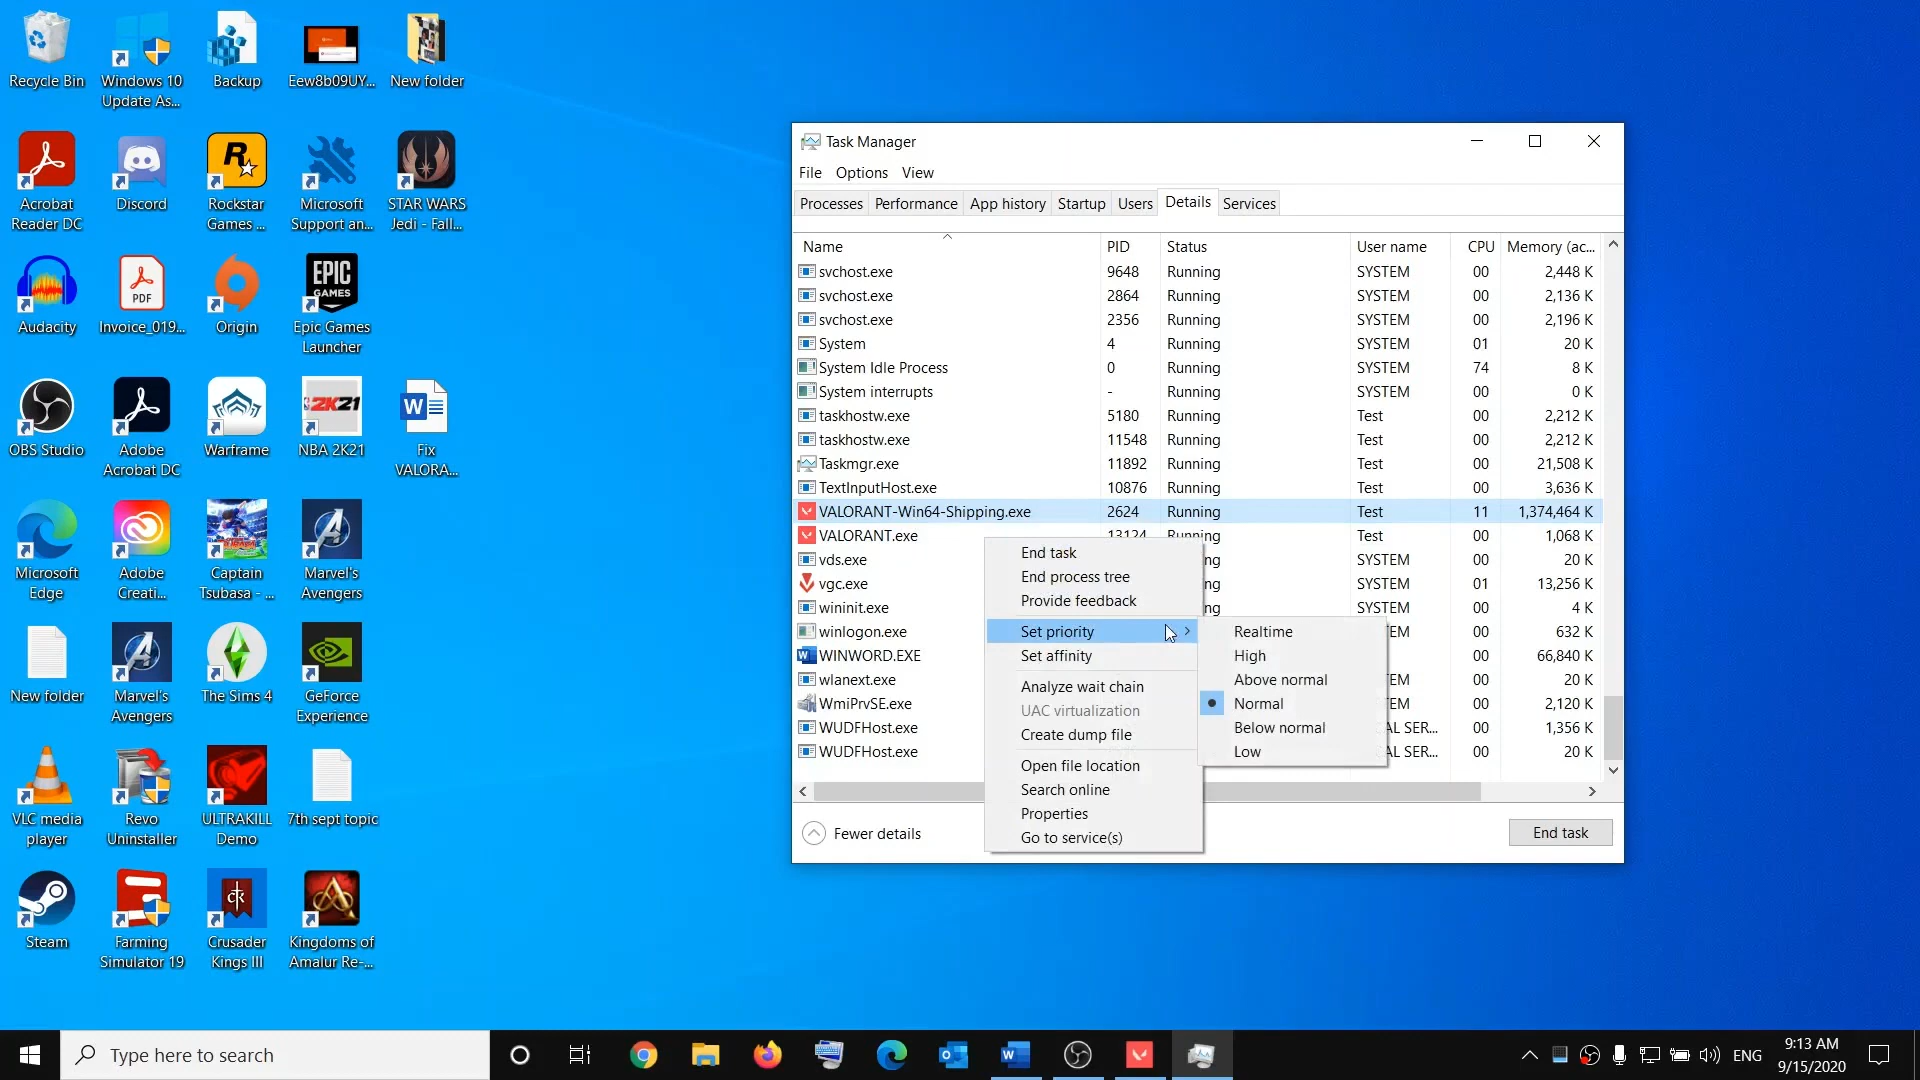 Recycle Bin
Windows 10
Update As...
Backup
Eew8b09UY...
New folder
Acrobat
Reader DC
Discord
Rockstar
Games ...
Microsoft
Support an...
STAR WARS
Jedi - Fall...
Audacity
PDF
Invoice_019...
Origin
EPIC
GAMES
Epic Games
Launcher
OBS Studio
Adobe
Acrobat DC
Warframe
2K21
NBA 2K21
W
Fix
VALORA...
Microsoft
Edge
Adobe
Creati...
Captain
Tsubasa - ...
Marvel's
Avengers
New folder
Marvel's
Avengers
The Sims 4
GeForce
Experience
VLC media
player
Revo
Uninstaller
ULTRAKILL
Demo
7th sept topic
Steam
Farming
Simulator 19
Crusader
Kings III
Kingdoms of
Amalur Re-...
Task Manager
File Options View
Processes Performance App history Startup Users Details Services
Name PID Status User name CPU Memory (ac...
svchost.exe 9648 Running SYSTEM 00 2,448 K
svchost.exe 2864 Running SYSTEM 00 2,136 K
svchost.exe 2356 Running SYSTEM 00 2,196 K
System 4 Running SYSTEM 01 20 K
System Idle Process 0 Running SYSTEM 74 8 K
System interrupts - Running SYSTEM 00 0 K
taskhostw.exe 5180 Running Test 00 2,212 K
taskhostw.exe 11548 Running Test 00 2,212 K
Taskmgr.exe 11892 Running Test 00 21,508 K
TextInputHost.exe 10876 Running Test 00 3,636 K
VALORANT-Win64-Shipping.exe 2624 Running Test 11 1,374,464 K
VALORANT.exe 13124 Running Test 00 1,068 K
vds.exe ng SYSTEM 00 20 K
vgc.exe ng SYSTEM 01 13,256 K
wininit.exe ng SYSTEM 00 4 K
winlogon.exe EM 00 632 K
WINWORD.EXE 00 66,840 K
wlanext.exe EM 00 20 K
WmiPrvSE.exe EM 00 2,120 K
WUDFHost.exe AL SER... 00 1,356 K
WUDFHost.exe AL SER... 00 20 K
End task
End process tree
Provide feedback
Set priority
Set affinity
Analyze wait chain
UAC virtualization
Create dump file
Open file location
Search online
Properties
Go to service(s)
Realtime
High
Above normal
Normal
Below normal
Low
Fewer details
End task
Type here to search
ENG
9:13 AM
9/15/2020